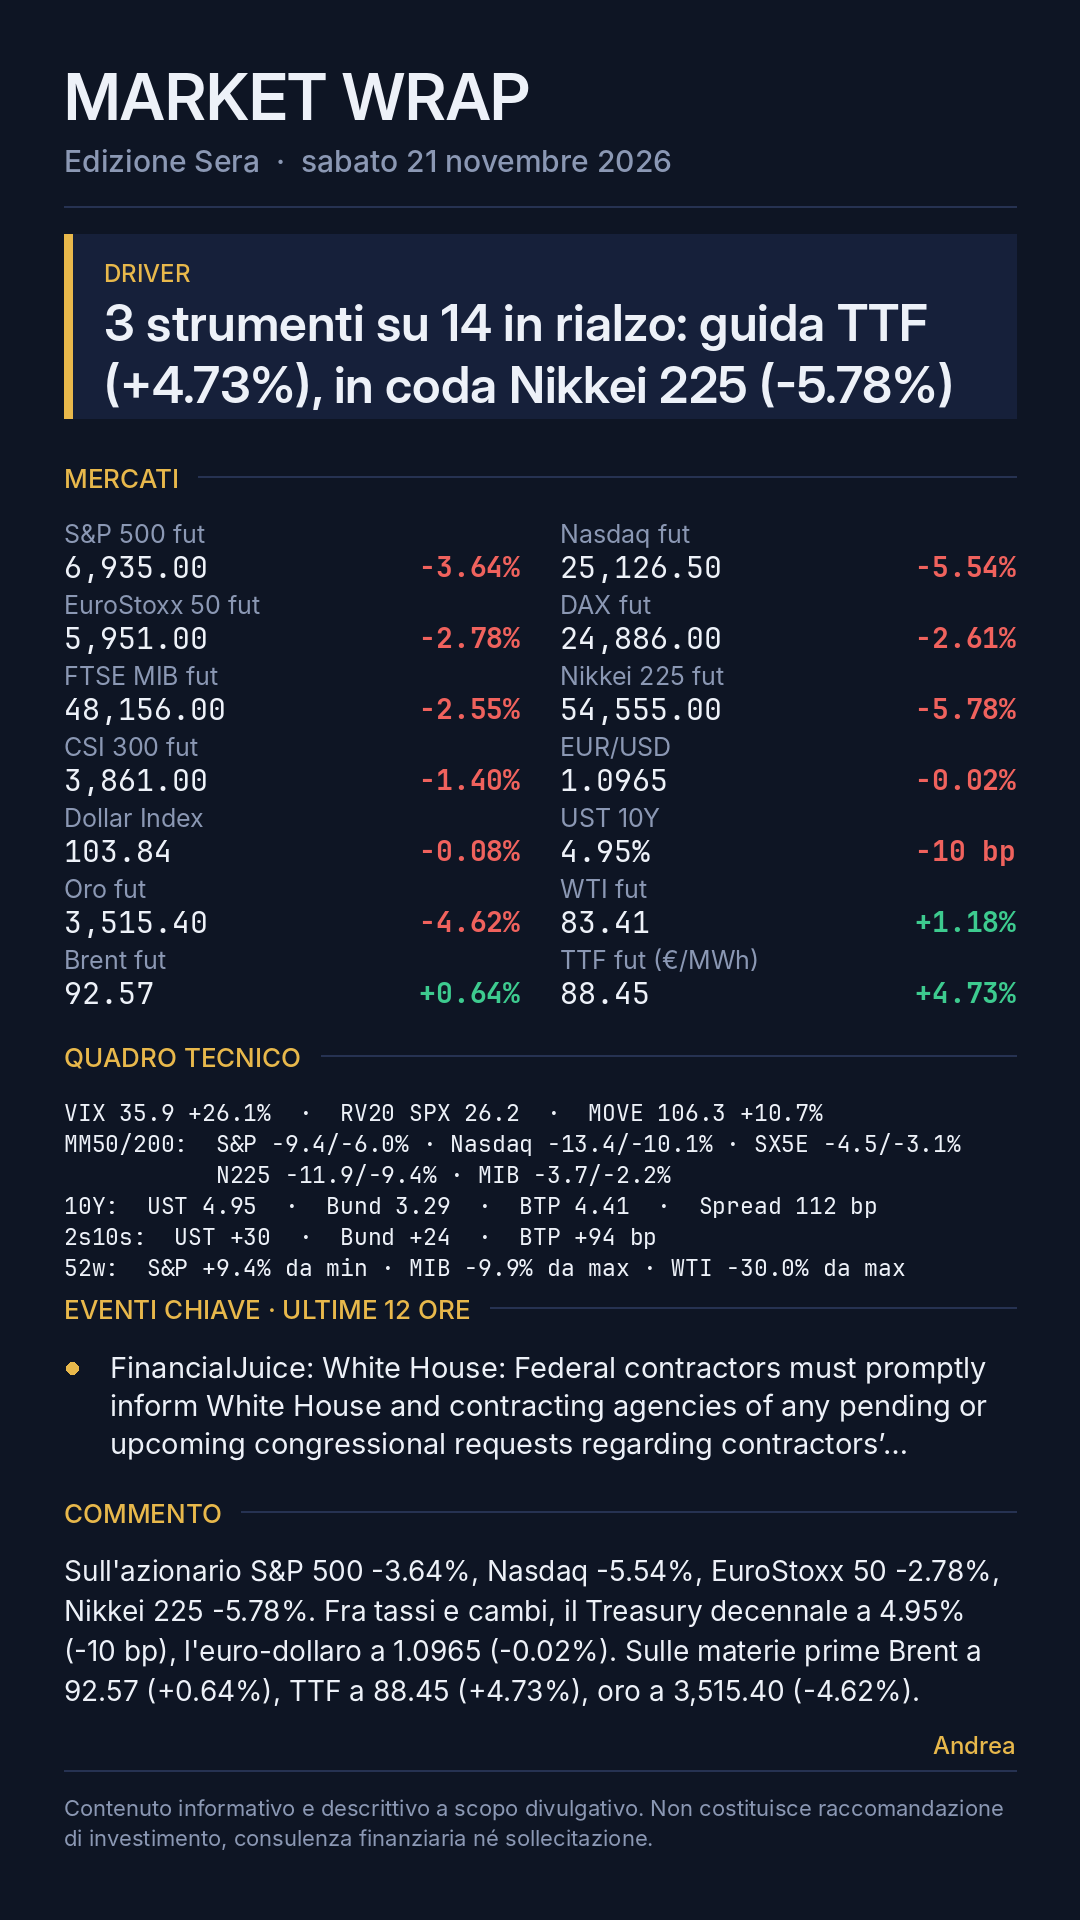 MARKET WRAP
Edizione Sera · sabato 21 novembre 2026
DRIVER
3 strumenti su 14 in rialzo: guida TTF
(+4.73%), in coda Nikkei 225 (-5.78%)
MERCATI
S&P 500 fut
6,935.00 -3.64%
Nasdaq fut
25,126.50 -5.54%
EuroStoxx 50 fut
5,951.00 -2.78%
DAX fut
24,886.00 -2.61%
FTSE MIB fut
48,156.00 -2.55%
Nikkei 225 fut
54,555.00 -5.78%
CSI 300 fut
3,861.00 -1.40%
EUR/USD
1.0965 -0.02%
Dollar Index
103.84 -0.08%
UST 10Y
4.95% -10 bp
Oro fut
3,515.40 -4.62%
WTI fut
83.41 +1.18%
Brent fut
92.57 +0.64%
TTF fut (€/MWh)
88.45 +4.73%
QUADRO TECNICO
VIX 35.9 +26.1% · RV20 SPX 26.2 · MOVE 106.3 +10.7%
MM50/200: S&P -9.4/-6.0% · Nasdaq -13.4/-10.1% · SX5E -4.5/-3.1%
N225 -11.9/-9.4% · MIB -3.7/-2.2%
10Y: UST 4.95 · Bund 3.29 · BTP 4.41 · Spread 112 bp
2s10s: UST +30 · Bund +24 · BTP +94 bp
52w: S&P +9.4% da min · MIB -9.9% da max · WTI -30.0% da max
EVENTI CHIAVE · ULTIME 12 ORE
FinancialJuice: White House: Federal contractors must promptly
inform White House and contracting agencies of any pending or
upcoming congressional requests regarding contractors’…
COMMENTO
Sull'azionario S&P 500 -3.64%, Nasdaq -5.54%, EuroStoxx 50 -2.78%,
Nikkei 225 -5.78%. Fra tassi e cambi, il Treasury decennale a 4.95%
(-10 bp), l'euro-dollaro a 1.0965 (-0.02%). Sulle materie prime Brent a
92.57 (+0.64%), TTF a 88.45 (+4.73%), oro a 3,515.40 (-4.62%).
Andrea
Contenuto informativo e descrittivo a scopo divulgativo. Non costituisce raccomandazione
di investimento, consulenza finanziaria né sollecitazione.